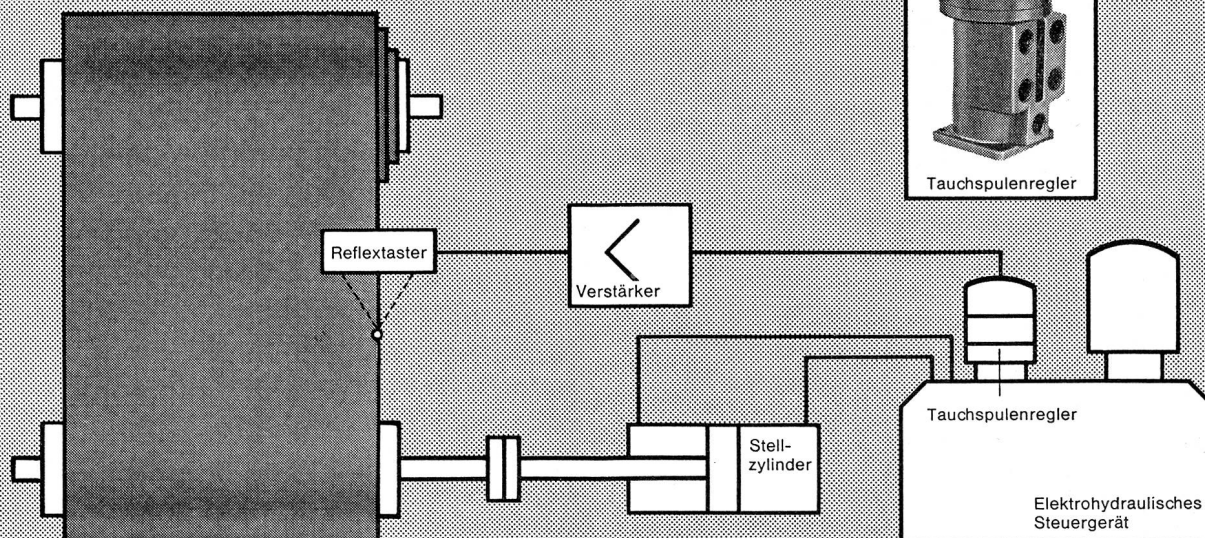 Tauchspulenregler
Reflextaster
Verstärker
Tauchspulenregler
Stell-
zylinder
Elektrohydraulisches
Steuergerät